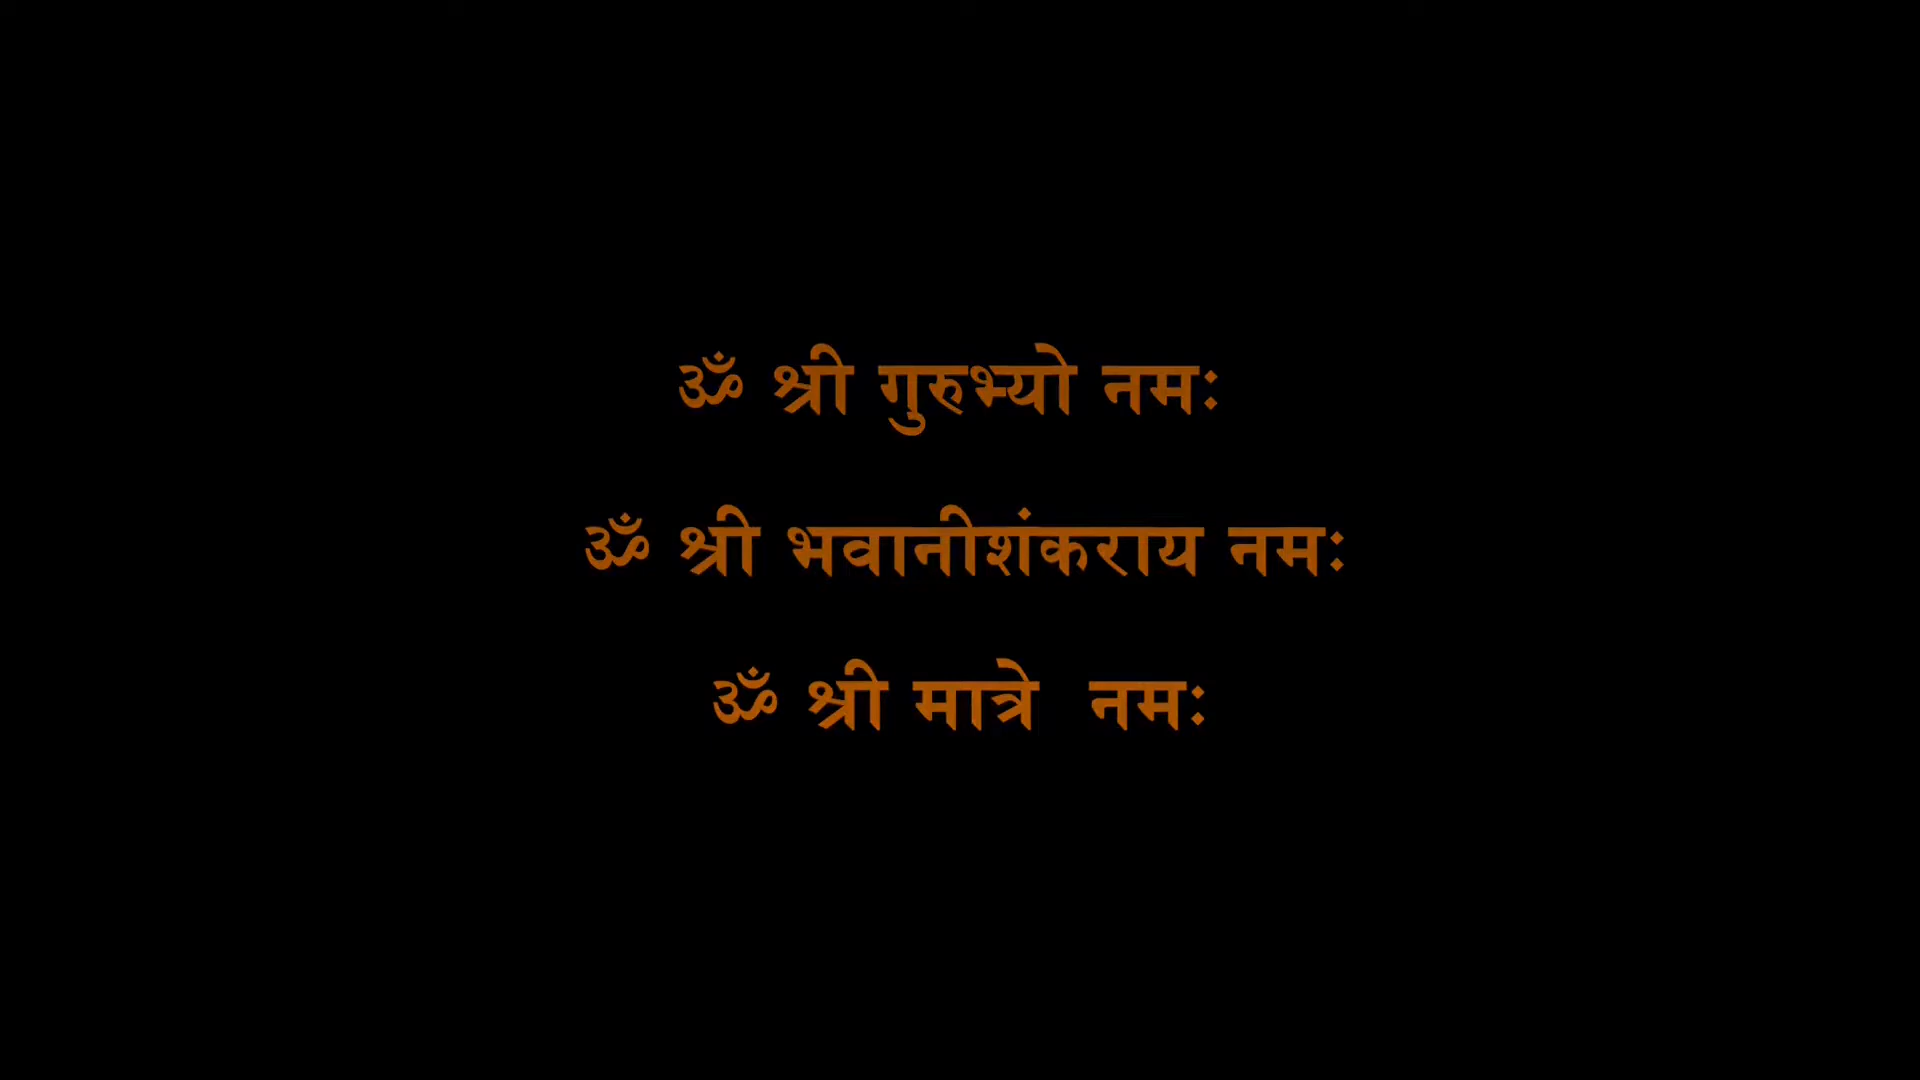 ॐ श्री गुरुभ्यो नमः
ॐ श्री भवानीशंकराय नमः
ॐ श्री मात्रे नमः